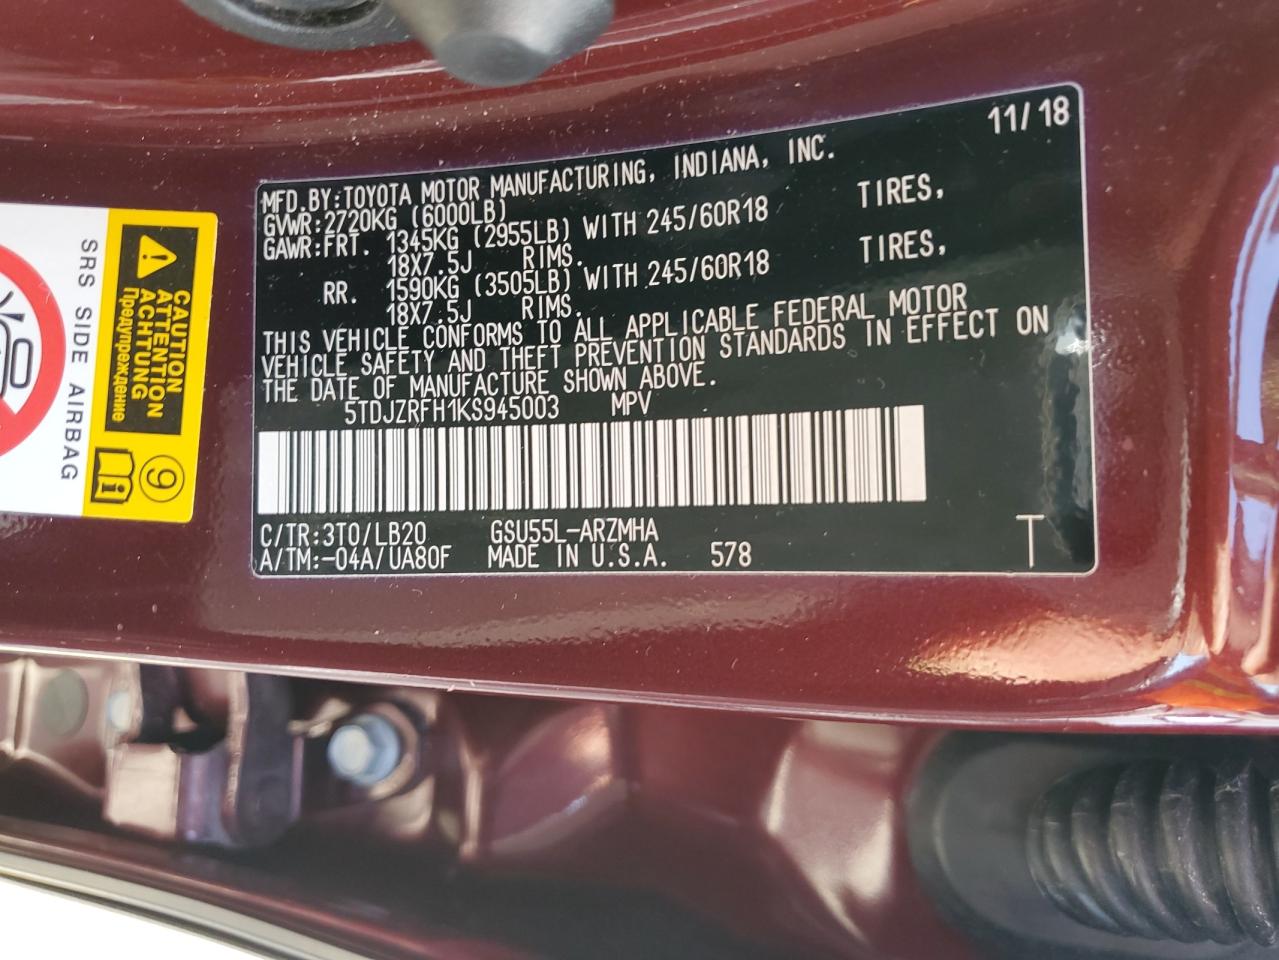 11/18
MFD.BY:TOYOTA MOTOR MANUFACTURING, INDIANA, INC.
GVWR:2720KG (6000LB)
GAWR:FRT. 1345KG (2955LB) WITH 245/60R18 TIRES,
18X7.5J RIMS.
RR. 1590KG (3505LB) WITH 245/60R18 TIRES,
18X7.5J RIMS.
THIS VEHICLE CONFORMS TO ALL APPLICABLE FEDERAL MOTOR
VEHICLE SAFETY AND THEFT PREVENTION STANDARDS IN EFFECT ON
THE DATE OF MANUFACTURE SHOWN ABOVE.
5TDJZRFH1KS945003 MPV
C/TR:3T0/LB20 GSU55L-ARZMHA
A/TM:-04A/UA80F MADE IN U.S.A. 578 T
CAUTION
ATTENTION
ACHTUNG
Предупреждение
SRS SIDE AIRBAG
9
i